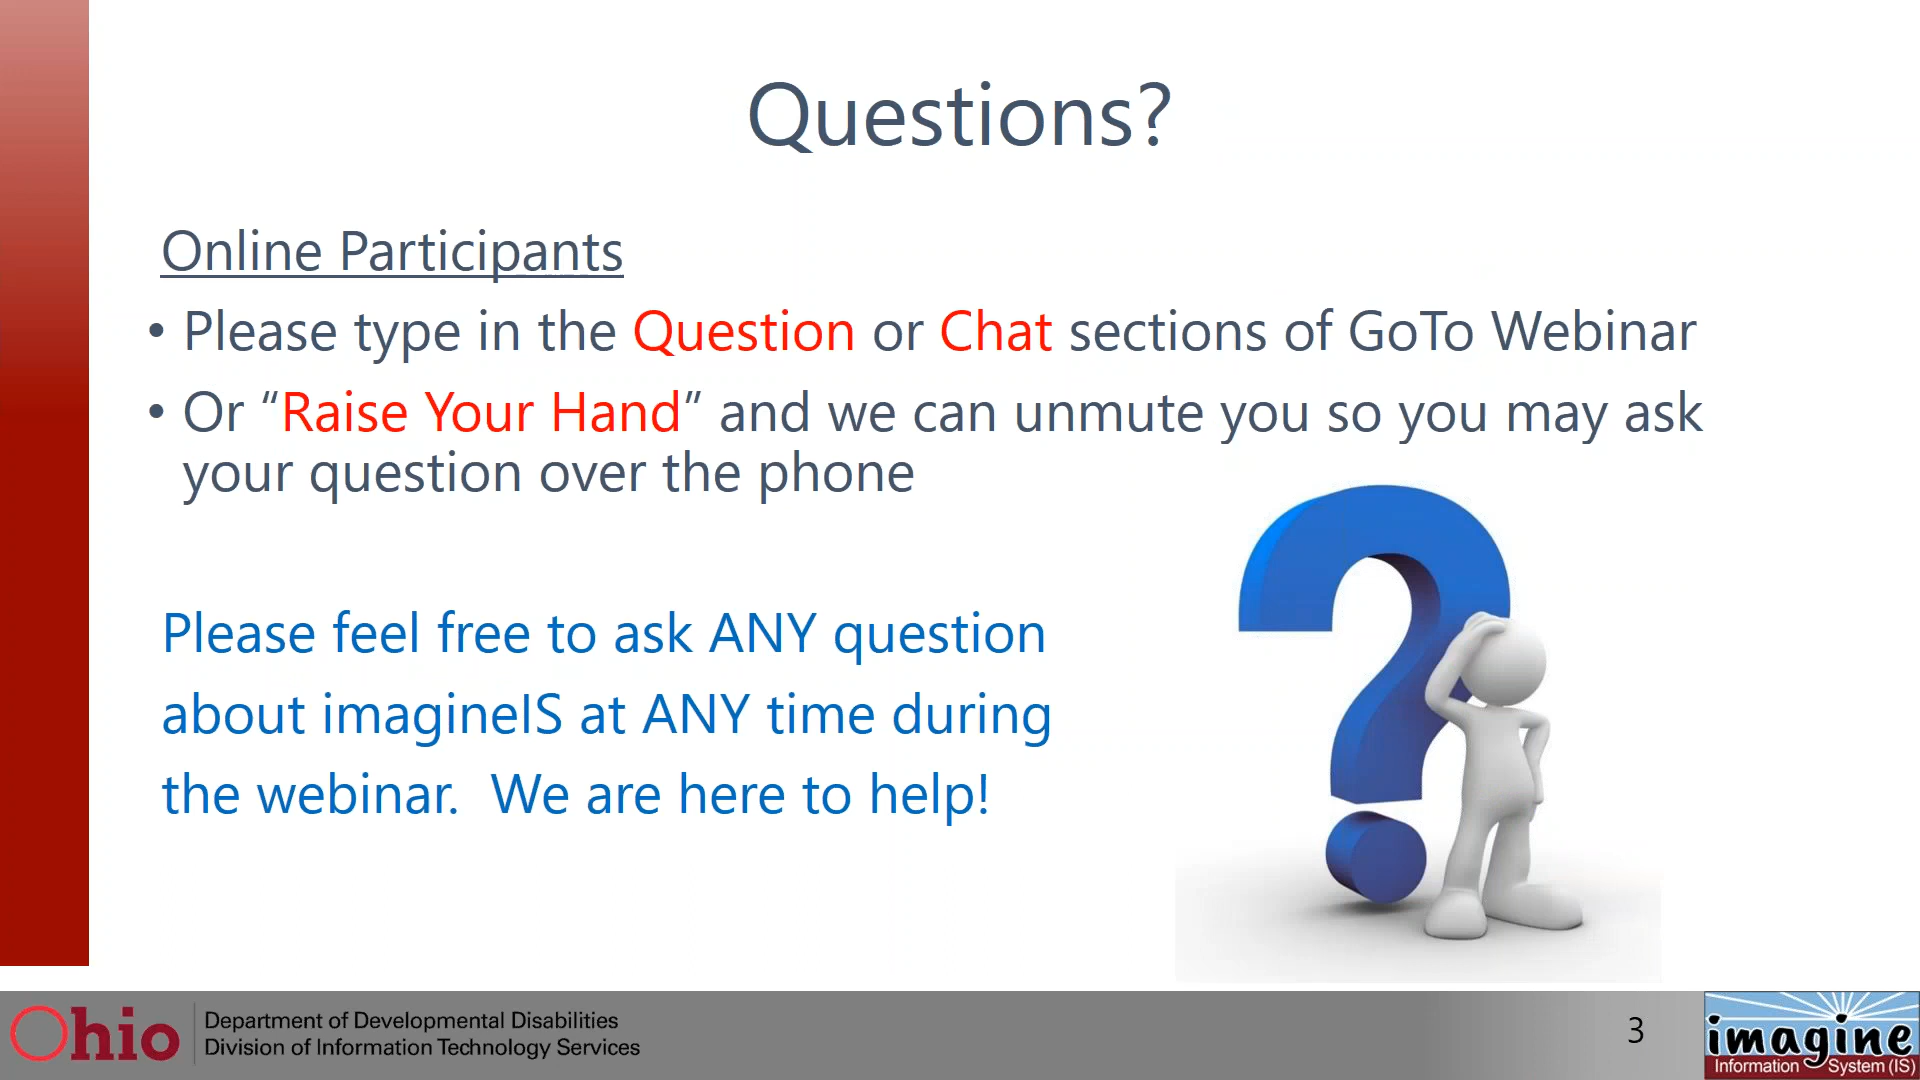 Questions?
Online Participants
• Please type in the Question or Chat sections of GoTo Webinar
• Or “Raise Your Hand” and we can unmute you so you may ask
your question over the phone
Please feel free to ask ANY question
about imagineIS at ANY time during
the webinar.  We are here to help!
Ohio
Department of Developmental Disabilities
Division of Information Technology Services
3
imagine
Information System (IS)